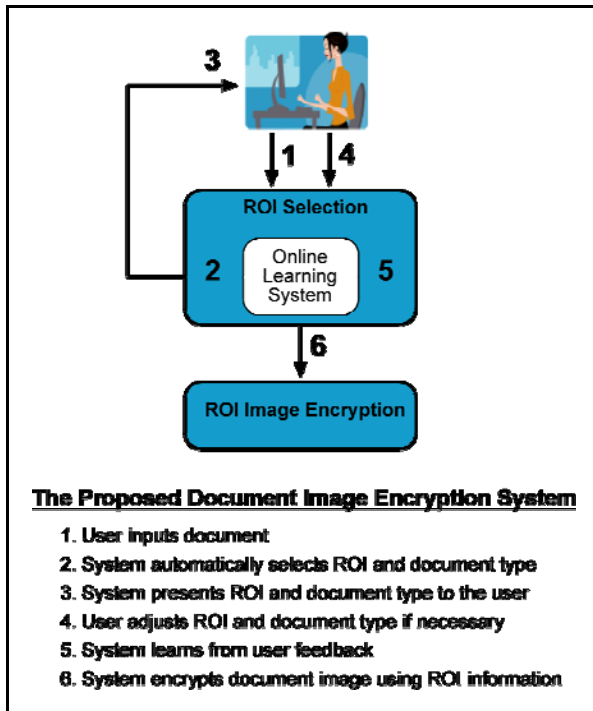 3
1
4
ROI Selection
2
Online
Learning
System
5
6
ROI Image Encryption
The Proposed Document Image Encryption System
1. User inputs document
2. System automatically selects ROI and document type
3. System presents ROI and document type to the user
4. User adjusts ROI and document type if necessary
5. System learns from user feedback
6. System encrypts document image using ROI information